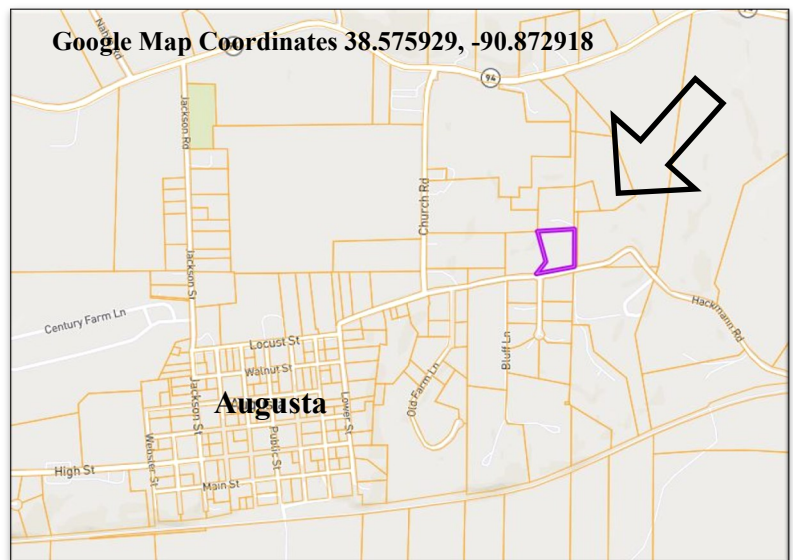 Google Map Coordinates 38.575929, -90.872918
94
Jackson Rd
Church Rd
Jackson St
Century Farm Ln
Hackmann Rd
Locust St
Walnut St
Bluff Ln
Old Farm Ln
Augusta
Jackson St
Lower St
Public St
Webster St
High St
Main St